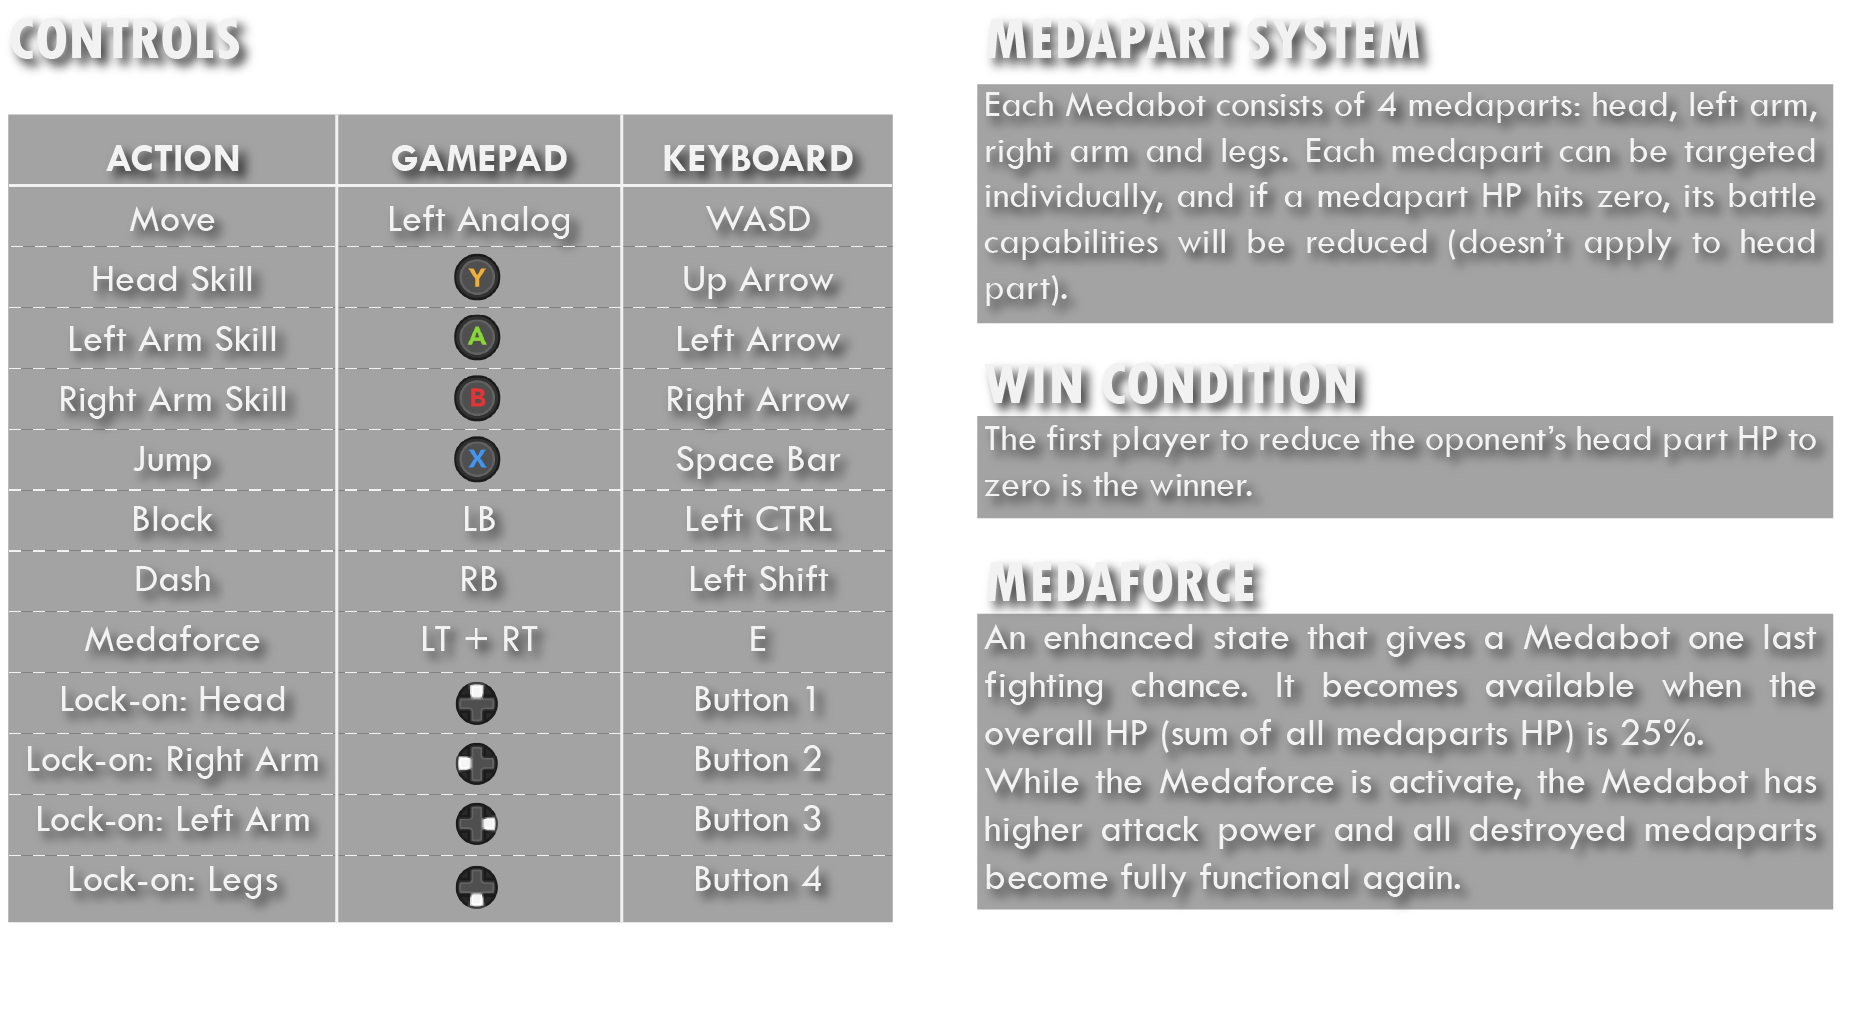 CONTROLS
ACTION GAMEPAD KEYBOARD
Move Left Analog WASD
Head Skill Y Up Arrow
Left Arm Skill A Left Arrow
Right Arm Skill B Right Arrow
Jump X Space Bar
Block LB Left CTRL
Dash RB Left Shift
Medaforce LT + RT E
Lock-on: Head Button 1
Lock-on: Right Arm Button 2
Lock-on: Left Arm Button 3
Lock-on: Legs Button 4
MEDAPART SYSTEM
Each Medabot consists of 4 medaparts: head, left arm,
right arm and legs. Each medapart can be targeted
individually, and if a medapart HP hits zero, its battle
capabilities will be reduced (doesn't apply to head
part).
WIN CONDITION
The first player to reduce the oponent's head part HP to
zero is the winner.
MEDAFORCE
An enhanced state that gives a Medabot one last
fighting chance. It becomes available when the
overall HP (sum of all medaparts HP) is 25%.
While the Medaforce is activate, the Medabot has
higher attack power and all destroyed medaparts
become fully functional again.